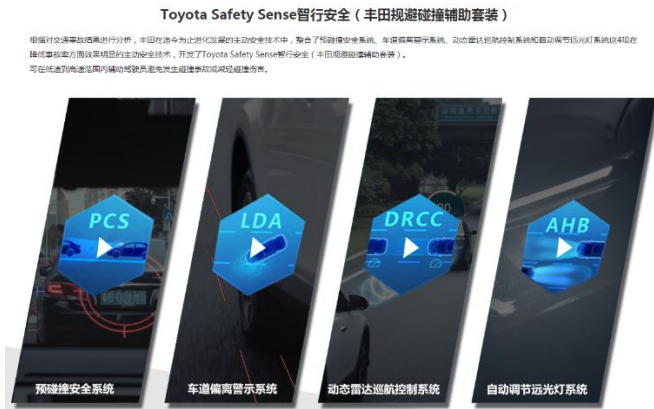 Toyota Safety Sense智行安全（丰田规避碰撞辅助套装）
根据对交通事故结果进行分析，丰田在迄今为止进化发展的主动安全技术中，整合了预碰撞安全系统、车道偏离警示系统、动态雷达巡航控制系统和自动调节远光灯系统这4项在
降低事故率方面效果明显的主动安全技术，开发了Toyota Safety Sense智行安全（丰田规避碰撞辅助套装）。
可在低速到高速范围内辅助驾驶员避免发生碰撞事故或减轻碰撞伤害。
PCS
LDA
DRCC
AHB
预碰撞安全系统
车道偏离警示系统
动态雷达巡航控制系统
自动调节远光灯系统